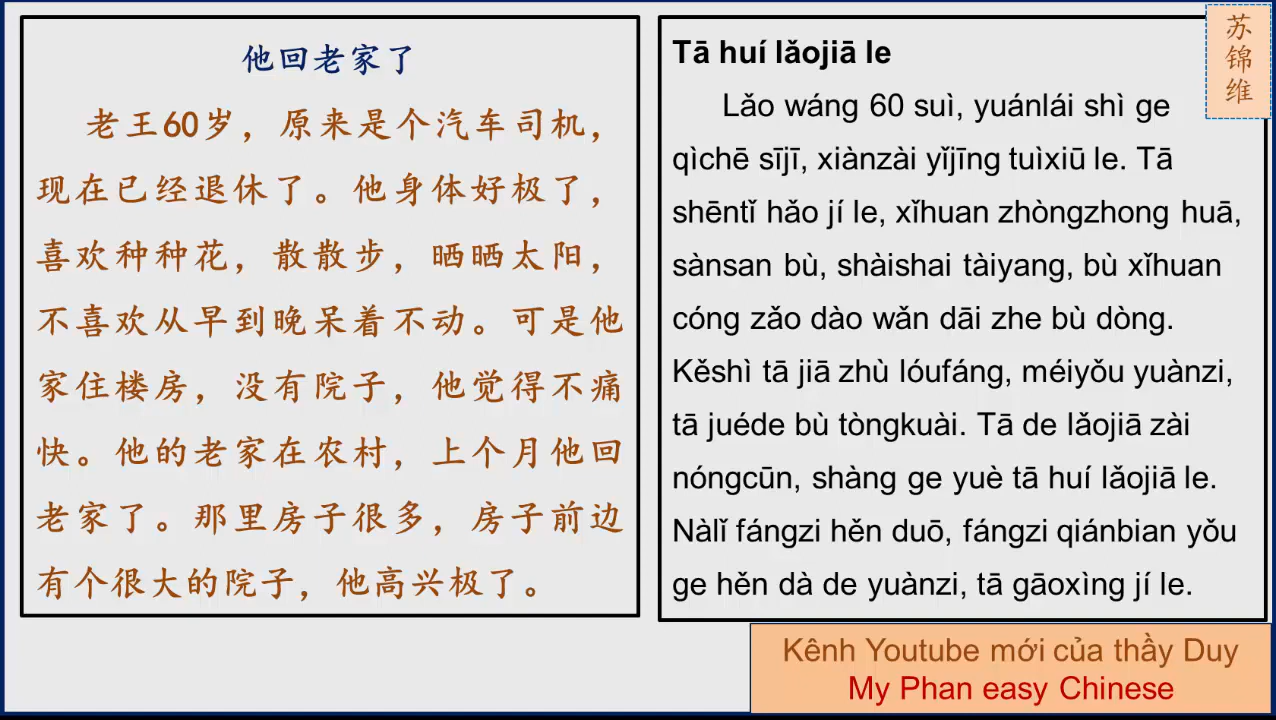 他回老家了
老王60岁，原来是个汽车司机，
现在已经退休了。他身体好极了，
喜欢种种花，散散步，晒晒太阳，
不喜欢从早到晚呆着不动。可是他
家住楼房，没有院子，他觉得不痛
快。他的老家在农村，上个月他回
老家了。那里房子很多，房子前边
有个很大的院子，他高兴极了。
Tā huí lǎojiā le
Lǎo wáng 60 suì, yuánlái shì ge
qìchē sījī, xiànzài yǐjīng tuìxiū le. Tā
shēntǐ hǎo jí le, xǐhuan zhòngzhong huā,
sànsan bù, shàishai tàiyang, bù xǐhuan
cóng zǎo dào wǎn dāi zhe bù dòng.
Kěshì tā jiā zhù lóufáng, méiyǒu yuànzi,
tā juéde bù tòngkuài. Tā de lǎojiā zài
nóngcūn, shàng ge yuè tā huí lǎojiā le.
Nàlǐ fángzi hěn duō, fángzi qiánbian yǒu
ge hěn dà de yuànzi, tā gāoxìng jí le.
苏锦维
Kênh Youtube mới của thầy Duy
My Phan easy Chinese